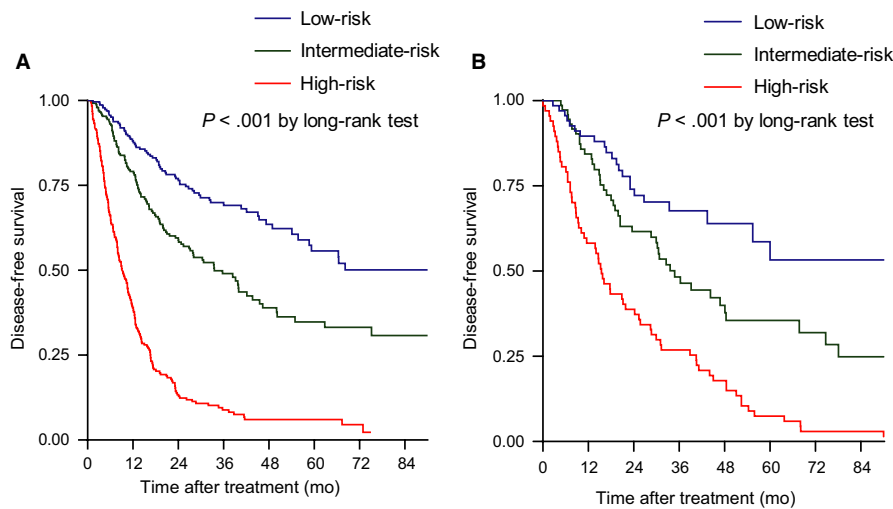 Low-risk
Intermediate-risk
High-risk
A
P < .001 by long-rank test
1.00
0.75
0.50
0.25
0.00
Disease-free survival
0 12 24 36 48 60 72 84
Time after treatment (mo)
Low-risk
Intermediate-risk
High-risk
B
P < .001 by long-rank test
1.00
0.75
0.50
0.25
0.00
Disease-free survival
0 12 24 36 48 60 72 84
Time after treatment (mo)